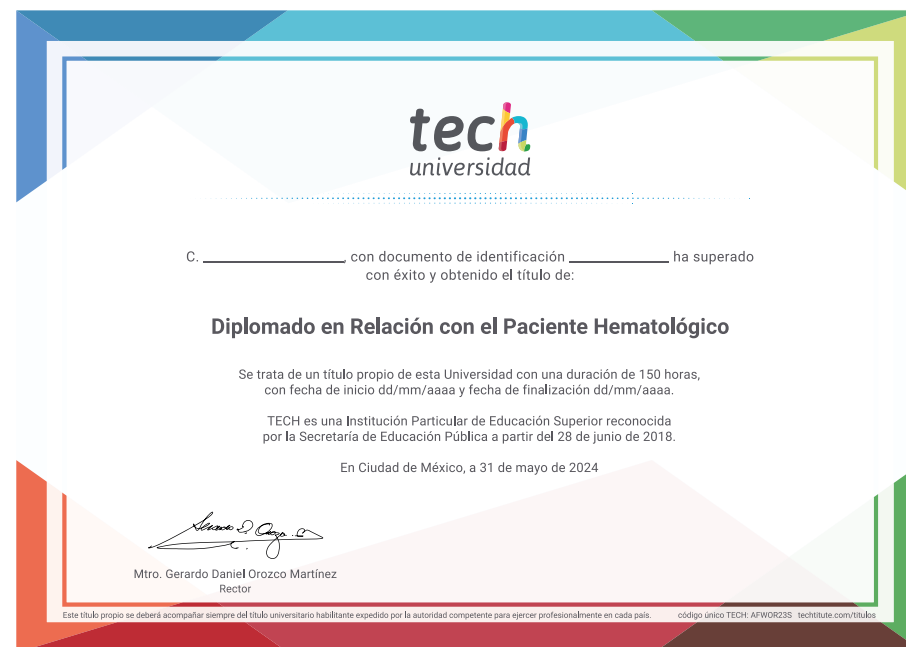 tech
universidad
C. ____________, con documento de identificación ____________ ha superado
con éxito y obtenido el título de:
Diplomado en Relación con el Paciente Hematológico
Se trata de un título propio de esta Universidad con una duración de 150 horas,
con fecha de inicio dd/mm/aaaa y fecha de finalización dd/mm/aaaa.
TECH es una Institución Particular de Educación Superior reconocida
por la Secretaría de Educación Pública a partir del 28 de junio de 2018.
En Ciudad de México, a 31 de mayo de 2024
Mtro. Gerardo Daniel Orozco Martínez
Rector
Este título propio se deberá acompañar siempre del título universitario habilitante expedido por la autoridad competente para ejercer profesionalmente en cada país. código único TECH: AFWOR23S techtitute.com/titulos